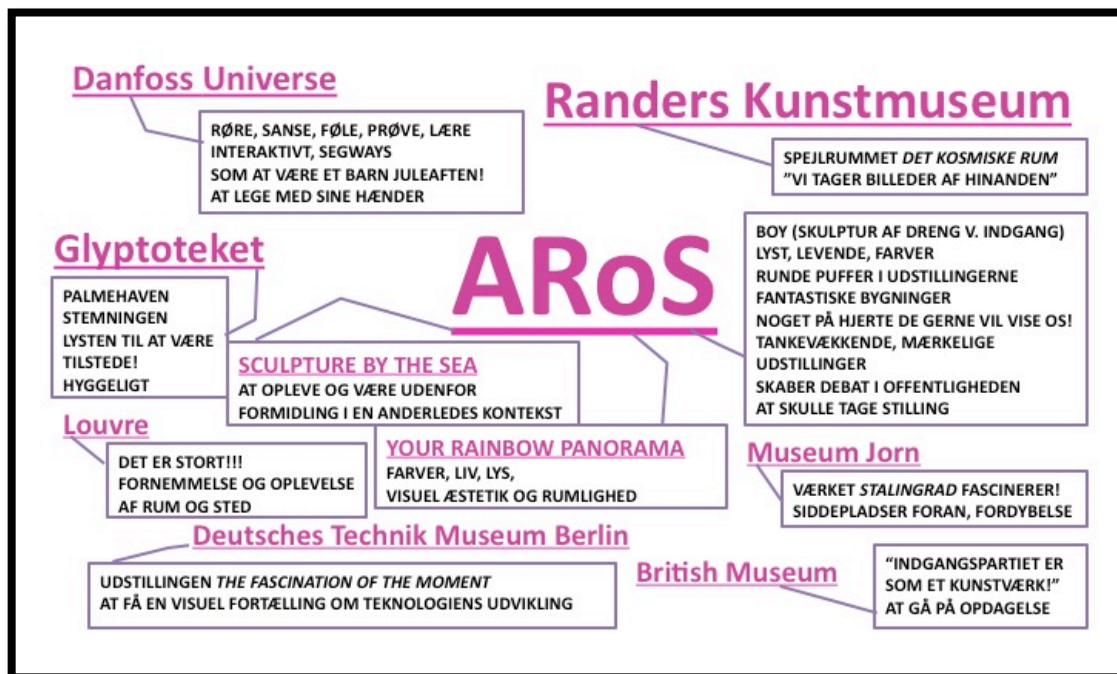 Danfoss Universe
RØRE, SANSE, FØLE, PRØVE, LÆRE
INTERAKTIVT, SEGWAYS
SOM AT VÆRE ET BARN JULEAFTEN!
AT LEGE MED SINE HÆNDER
Randers Kunstmuseum
SPEJLRUMMET DET KOSMISKE RUM
”VI TAGER BILLEDER AF HINANDEN”
Glyptoteket
PALMEHAVEN
STEMNINGEN
LYSTEN TIL AT VÆRE
TILSTEDE!
HYGGELIGT
ARoS
BOY (SKULPTUR AF DRENG V. INDGANG)
LYST, LEVENDE, FARVER
RUNDE PUFFER I UDSTILLINGERNE
FANTASTISKE BYGNINGER
NOGET PÅ HJERTE DE GERNE VIL VISE OS!
TANKEVÆKKENDE, MÆRKELIGE
UDSTILLINGER
SKABER DEBAT I OFFENTLIGHEDEN
AT SKULLE TAGE STILLING
SCULPTURE BY THE SEA
AT OPLEVE OG VÆRE UDENFOR
FORMIDLING I EN ANDERLEDES KONTEKST
YOUR RAINBOW PANORAMA
FARVER, LIV, LYS,
VISUEL ÆSTETIK OG RUMLIGHED
Louvre
DET ER STORT!!!
FORNEMMELSE OG OPLEVELSE
AF RUM OG STED
Museum Jorn
VÆRKET STALINGRAD FASCINERER!
SIDDEPLADSER FORAN, FORDYBELSE
Deutsches Technik Museum Berlin
UDSTILLINGEN THE FASCINATION OF THE MOMENT
AT FÅ EN VISUEL FORTÆLLING OM TEKNOLOGIENS UDVIKLING
British Museum
“INDGANGSPARTIET ER
SOM ET KUNSTVÆRK!”
AT GÅ PÅ OPDAGELSE